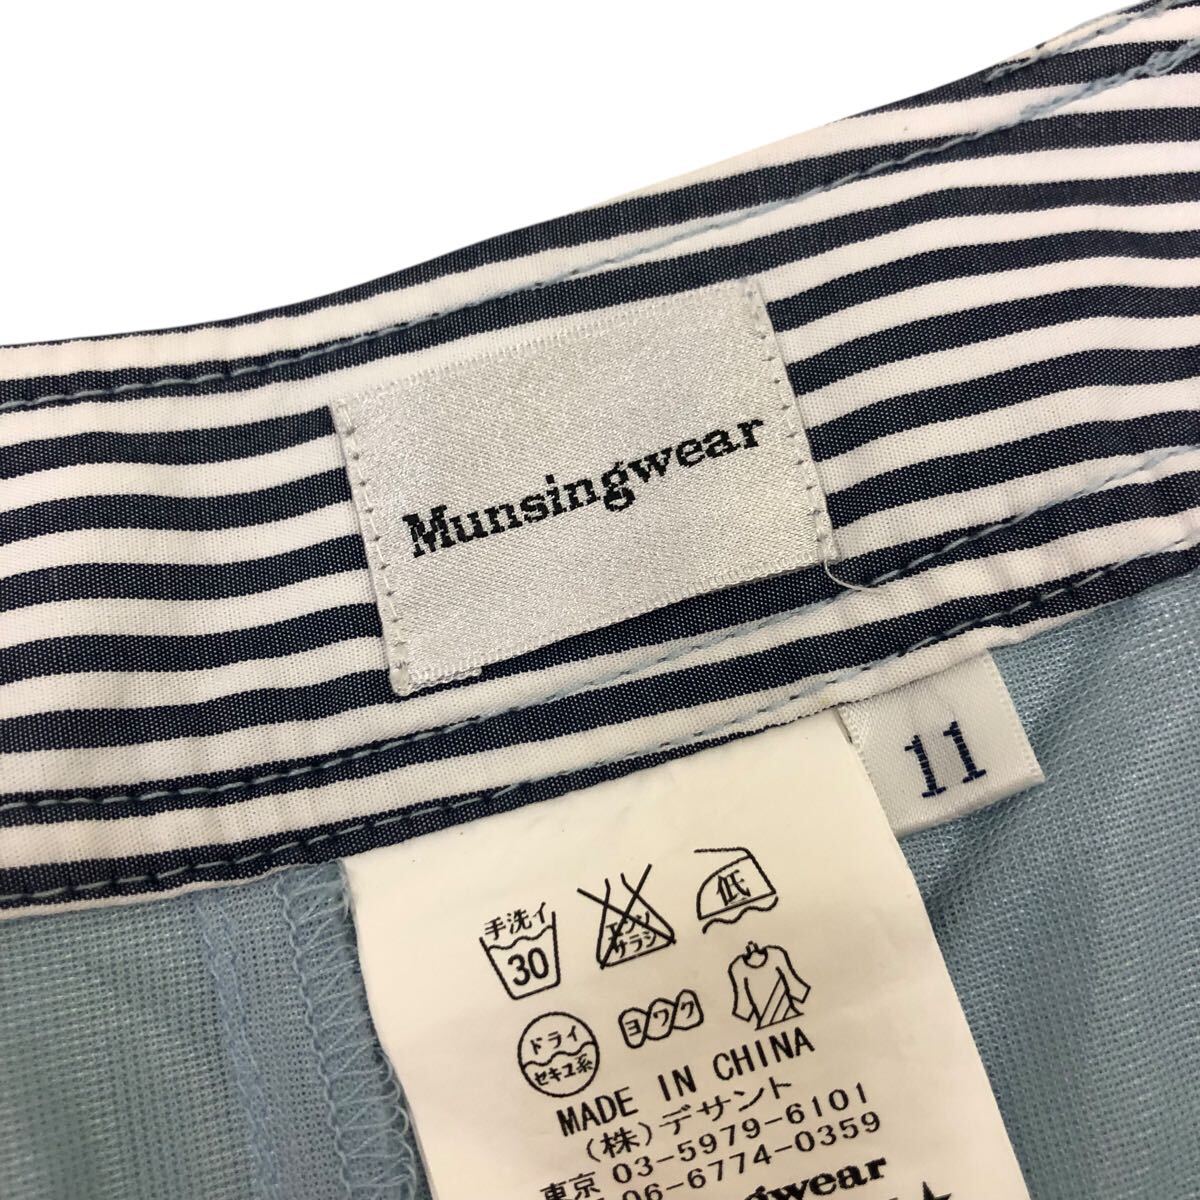 Munsingwear
11
手洗イ
30
エンソ
サラシ
低
ドライ
セキユ系
ヨワク
MADE IN CHINA
(株)デサント
東京 03-5979-6101
06-6774-0359
ngwear